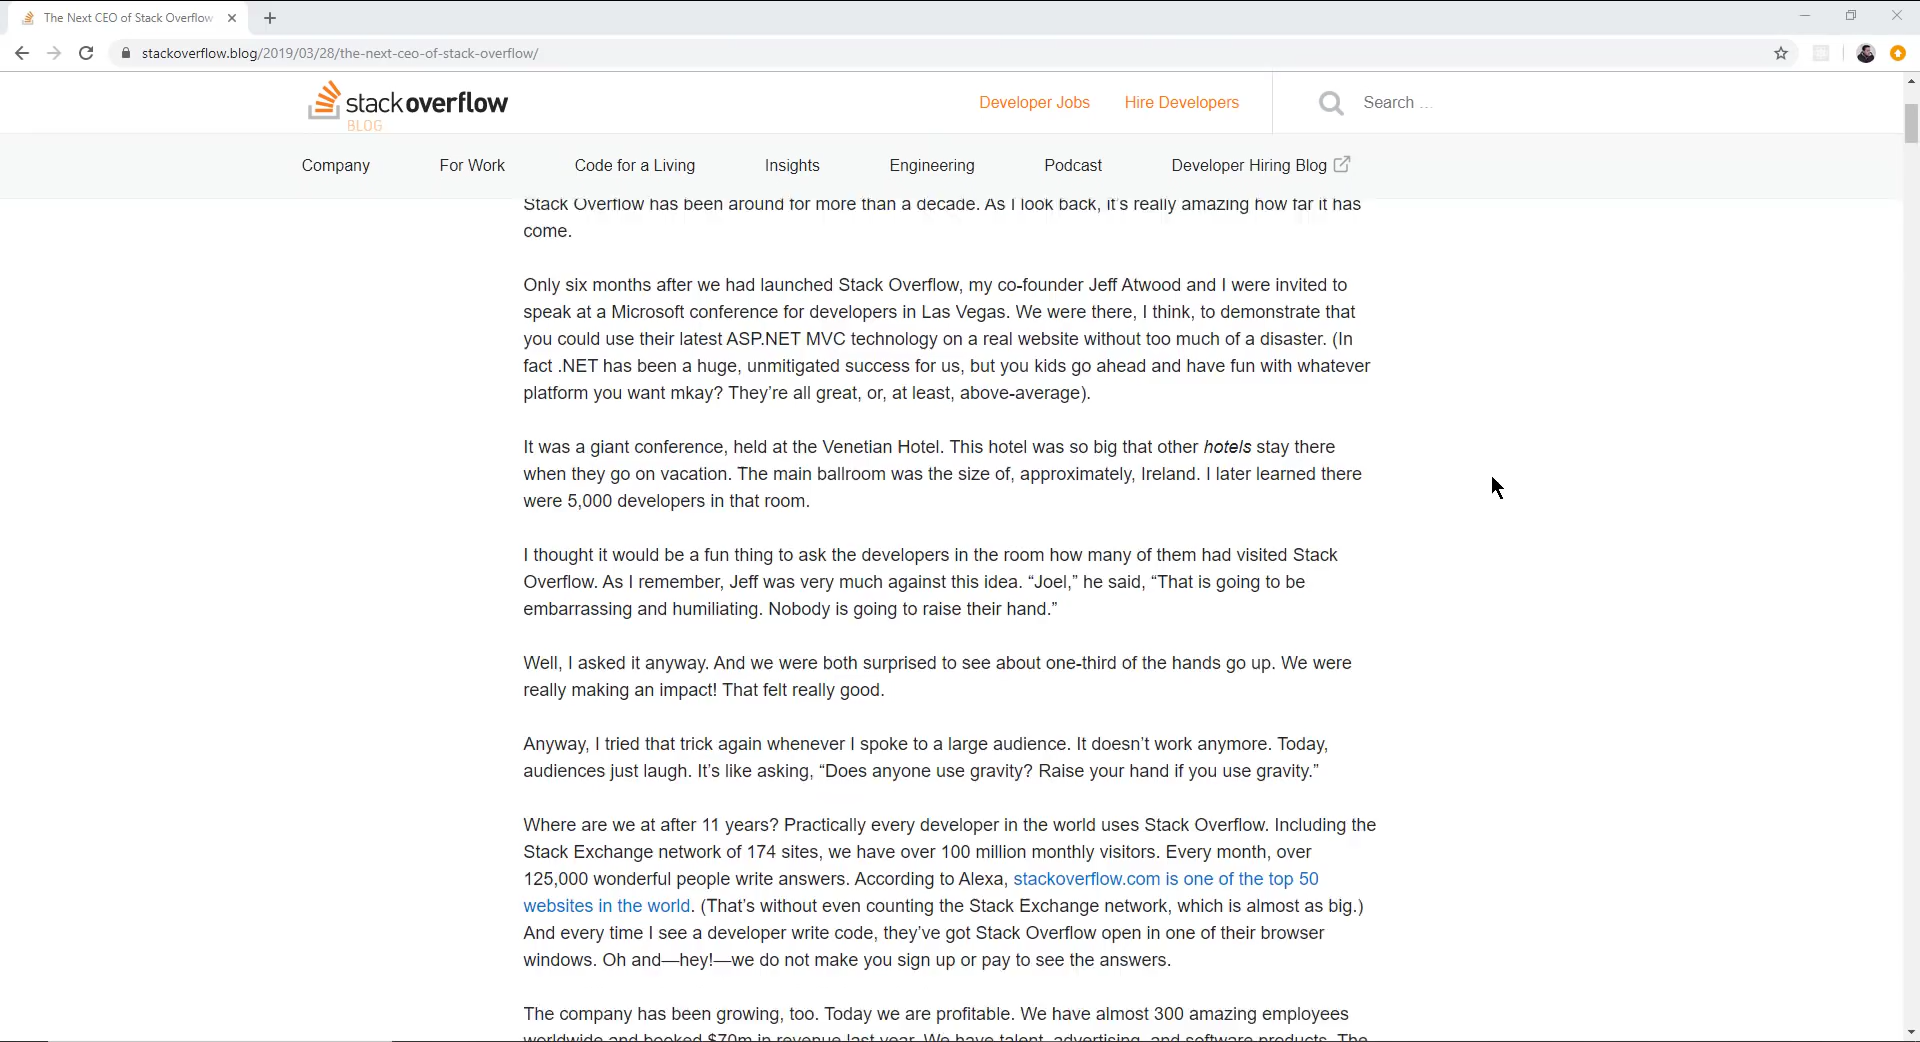 The Next CEO of Stack Overflow
stackoverflow.blog/2019/03/28/the-next-ceo-of-stack-overflow/
stackoverflow
BLOG
Developer Jobs
Hire Developers
Search …
Company
For Work
Code for a Living
Insights
Engineering
Podcast
Developer Hiring Blog
Stack Overflow has been around for more than a decade. As I look back, it’s really amazing how far it has
come.
Only six months after we had launched Stack Overflow, my co-founder Jeff Atwood and I were invited to
speak at a Microsoft conference for developers in Las Vegas. We were there, I think, to demonstrate that
you could use their latest ASP.NET MVC technology on a real website without too much of a disaster. (In
fact .NET has been a huge, unmitigated success for us, but you kids go ahead and have fun with whatever
platform you want mkay? They’re all great, or, at least, above-average).
It was a giant conference, held at the Venetian Hotel. This hotel was so big that other hotels stay there
when they go on vacation. The main ballroom was the size of, approximately, Ireland. I later learned there
were 5,000 developers in that room.
I thought it would be a fun thing to ask the developers in the room how many of them had visited Stack
Overflow. As I remember, Jeff was very much against this idea. “Joel,” he said, “That is going to be
embarrassing and humiliating. Nobody is going to raise their hand.”
Well, I asked it anyway. And we were both surprised to see about one-third of the hands go up. We were
really making an impact! That felt really good.
Anyway, I tried that trick again whenever I spoke to a large audience. It doesn’t work anymore. Today,
audiences just laugh. It’s like asking, “Does anyone use gravity? Raise your hand if you use gravity.”
Where are we at after 11 years? Practically every developer in the world uses Stack Overflow. Including the
Stack Exchange network of 174 sites, we have over 100 million monthly visitors. Every month, over
125,000 wonderful people write answers. According to Alexa, stackoverflow.com is one of the top 50
websites in the world. (That’s without even counting the Stack Exchange network, which is almost as big.)
And every time I see a developer write code, they’ve got Stack Overflow open in one of their browser
windows. Oh and—hey!—we do not make you sign up or pay to see the answers.
The company has been growing, too. Today we are profitable. We have almost 300 amazing employees
worldwide and booked $70m in revenue last year. We have talent, advertising, and software products. The